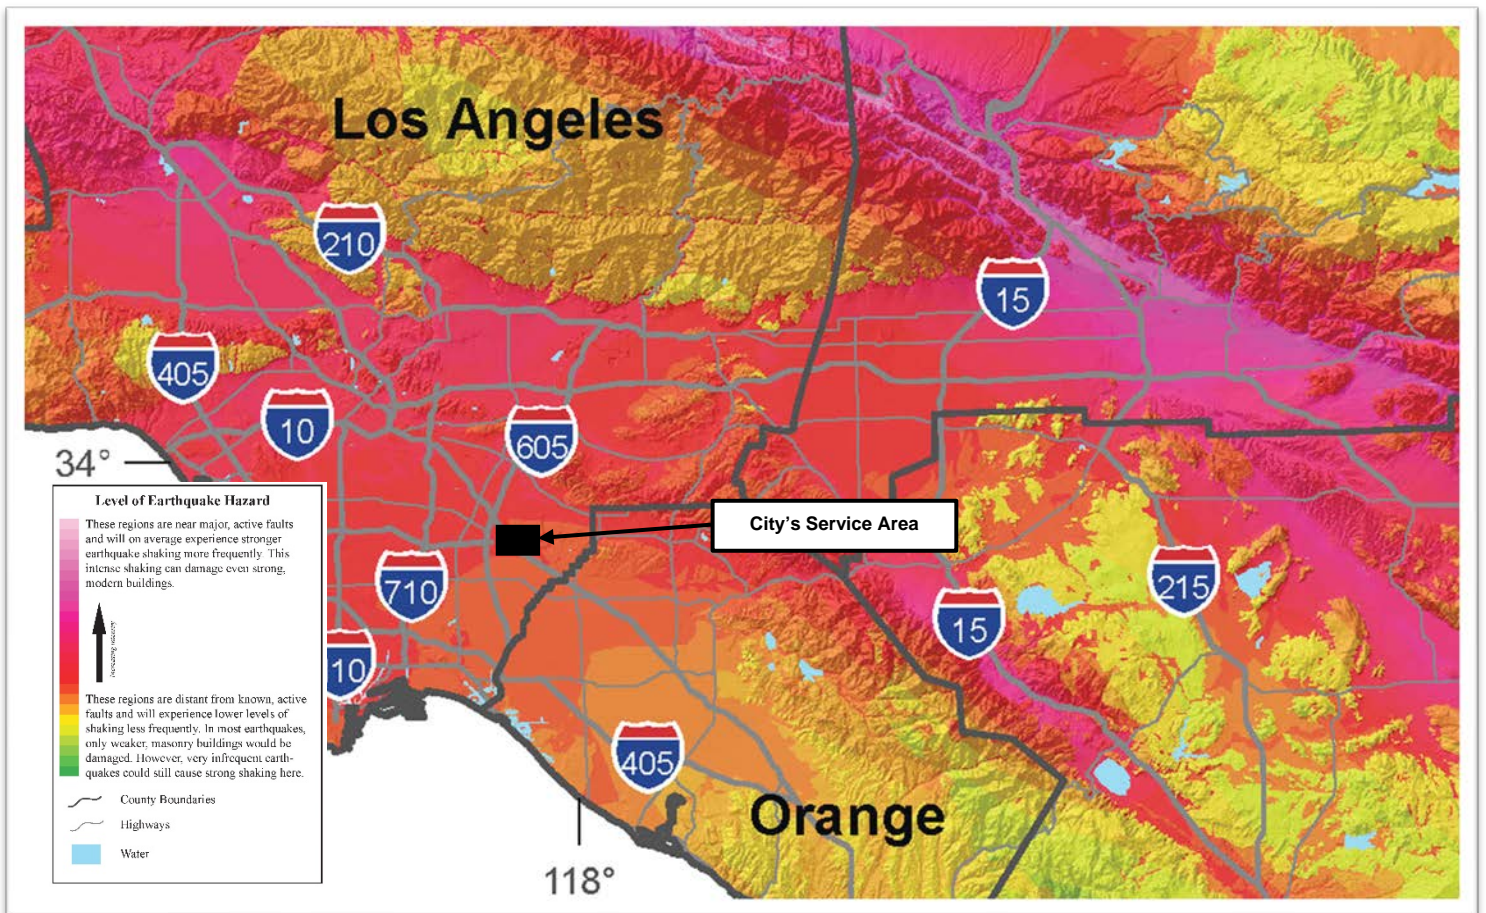 Los Angeles
210
15
405
10
605
34°
City's Service Area
710
215
15
10
405
Orange
118°
Level of Earthquake Hazard
These regions are near major, active faults
and will on average experience stronger
earthquake shaking more frequently. This
intense shaking can damage even strong,
modern buildings.
These regions are distant from known, active
faults and will experience lower levels of
shaking less frequently. In most earthquakes,
only weaker, masonry buildings would be
damaged. However, very infrequent earth-
quakes could still cause strong shaking here.
County Boundaries
Highways
Water